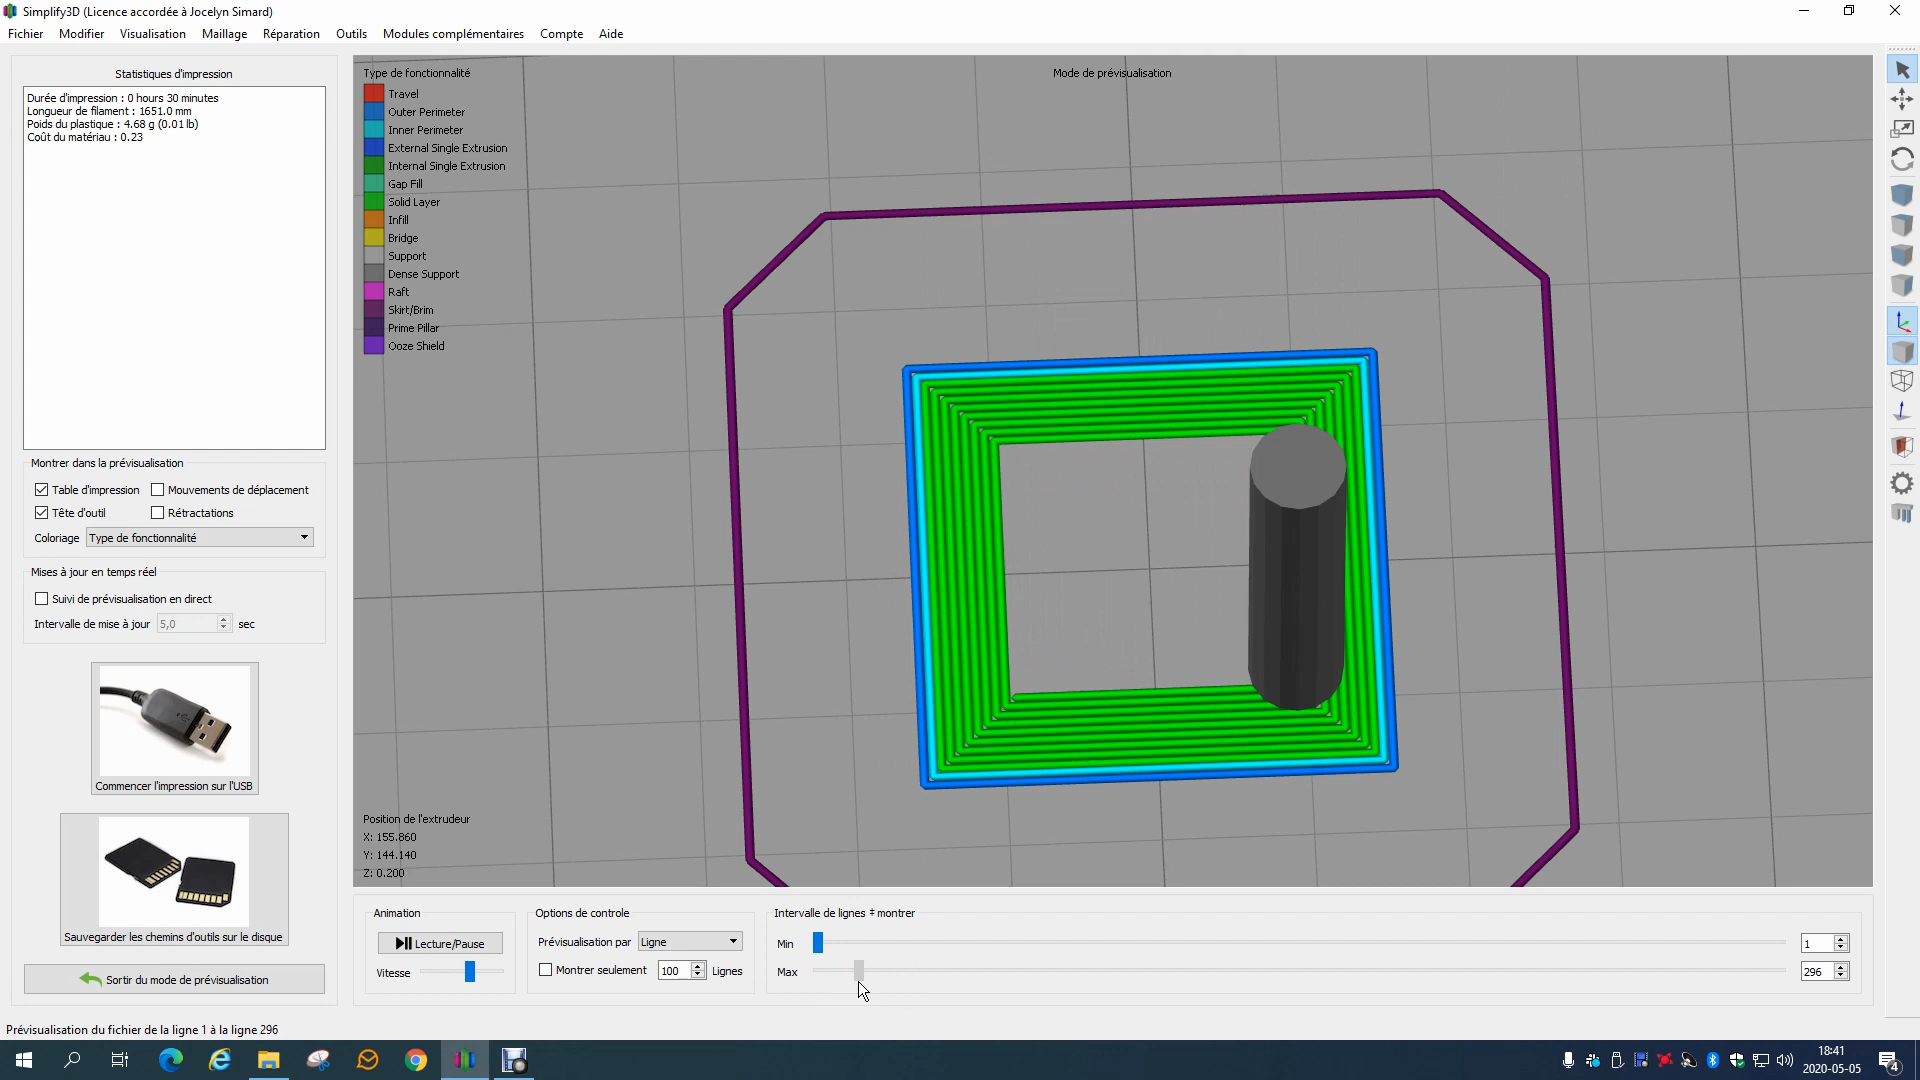 Simplify3D (Licence accordée à Jocelyn Simard)
Fichier Modifier Visualisation Maillage Réparation Outils Modules complémentaires Compte Aide
Statistiques d'impression
Durée d'impression : 0 hours 30 minutes
Longueur de filament : 1651.0 mm
Poids du plastique : 4.68 g (0.01 lb)
Coût du matériau : 0.23
Montrer dans la prévisualisation
Table d'impression Mouvements de déplacement
Tête d'outil Rétractations
Coloriage Type de fonctionnalité
Mises à jour en temps réel
Suivi de prévisualisation en direct
Intervalle de mise à jour 5,0 sec
Commencer l'impression sur l'USB
Sauvegarder les chemins d'outils sur le disque
Sortir du mode de prévisualisation
Type de fonctionnalité
Mode de prévisualisation
Travel
Outer Perimeter
Inner Perimeter
External Single Extrusion
Internal Single Extrusion
Gap Fill
Solid Layer
Infill
Bridge
Support
Dense Support
Raft
Skirt/Brim
Prime Pillar
Ooze Shield
Position de l'extrudeur
X: 155.860
Y: 144.140
Z: 0.200
Animation
Lecture/Pause
Vitesse
Options de controle
Prévisualisation par Ligne
Montrer seulement 100 Lignes
Intervalle de lignes ‡ montrer
Min 1
Max 296
Prévisualisation du fichier de la ligne 1 à la ligne 296
18:41
2020-05-05
4